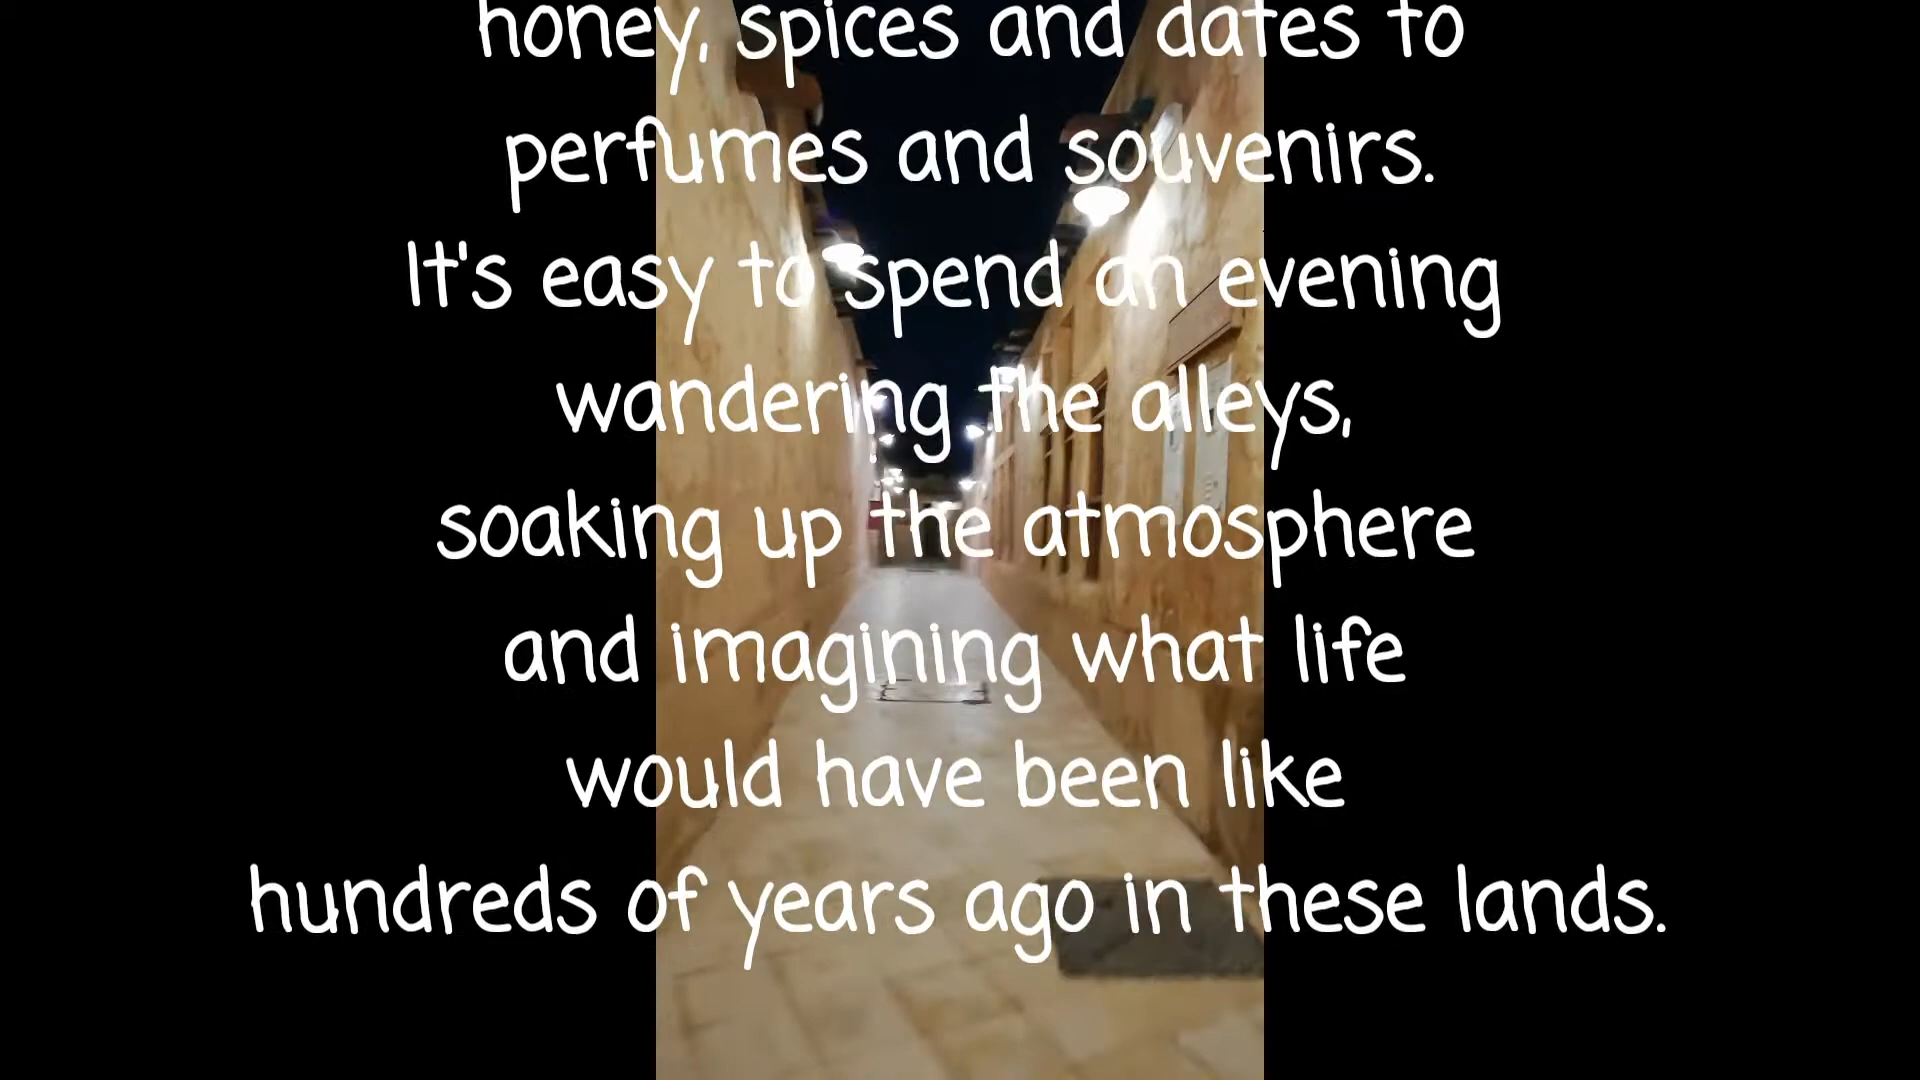 honey, spices and dates to
perfumes and souvenirs.
It's easy to spend an evening
wandering the alleys,
soaking up the atmosphere
and imagining what life
would have been like
hundreds of years ago in these lands.